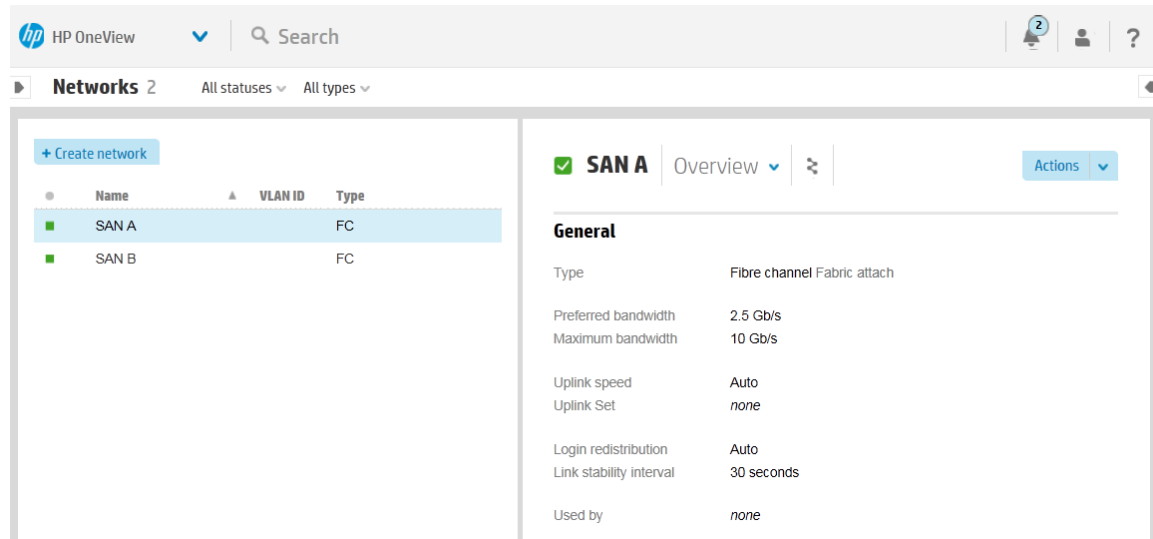 hp HP OneView Search 2 ?
Networks 2 All statuses All types
+ Create network
Name VLAN ID Type
SAN A FC
SAN B FC
SAN A Overview Actions
General
Type Fibre channel Fabric attach
Preferred bandwidth 2.5 Gb/s
Maximum bandwidth 10 Gb/s
Uplink speed Auto
Uplink Set none
Login redistribution Auto
Link stability interval 30 seconds
Used by none